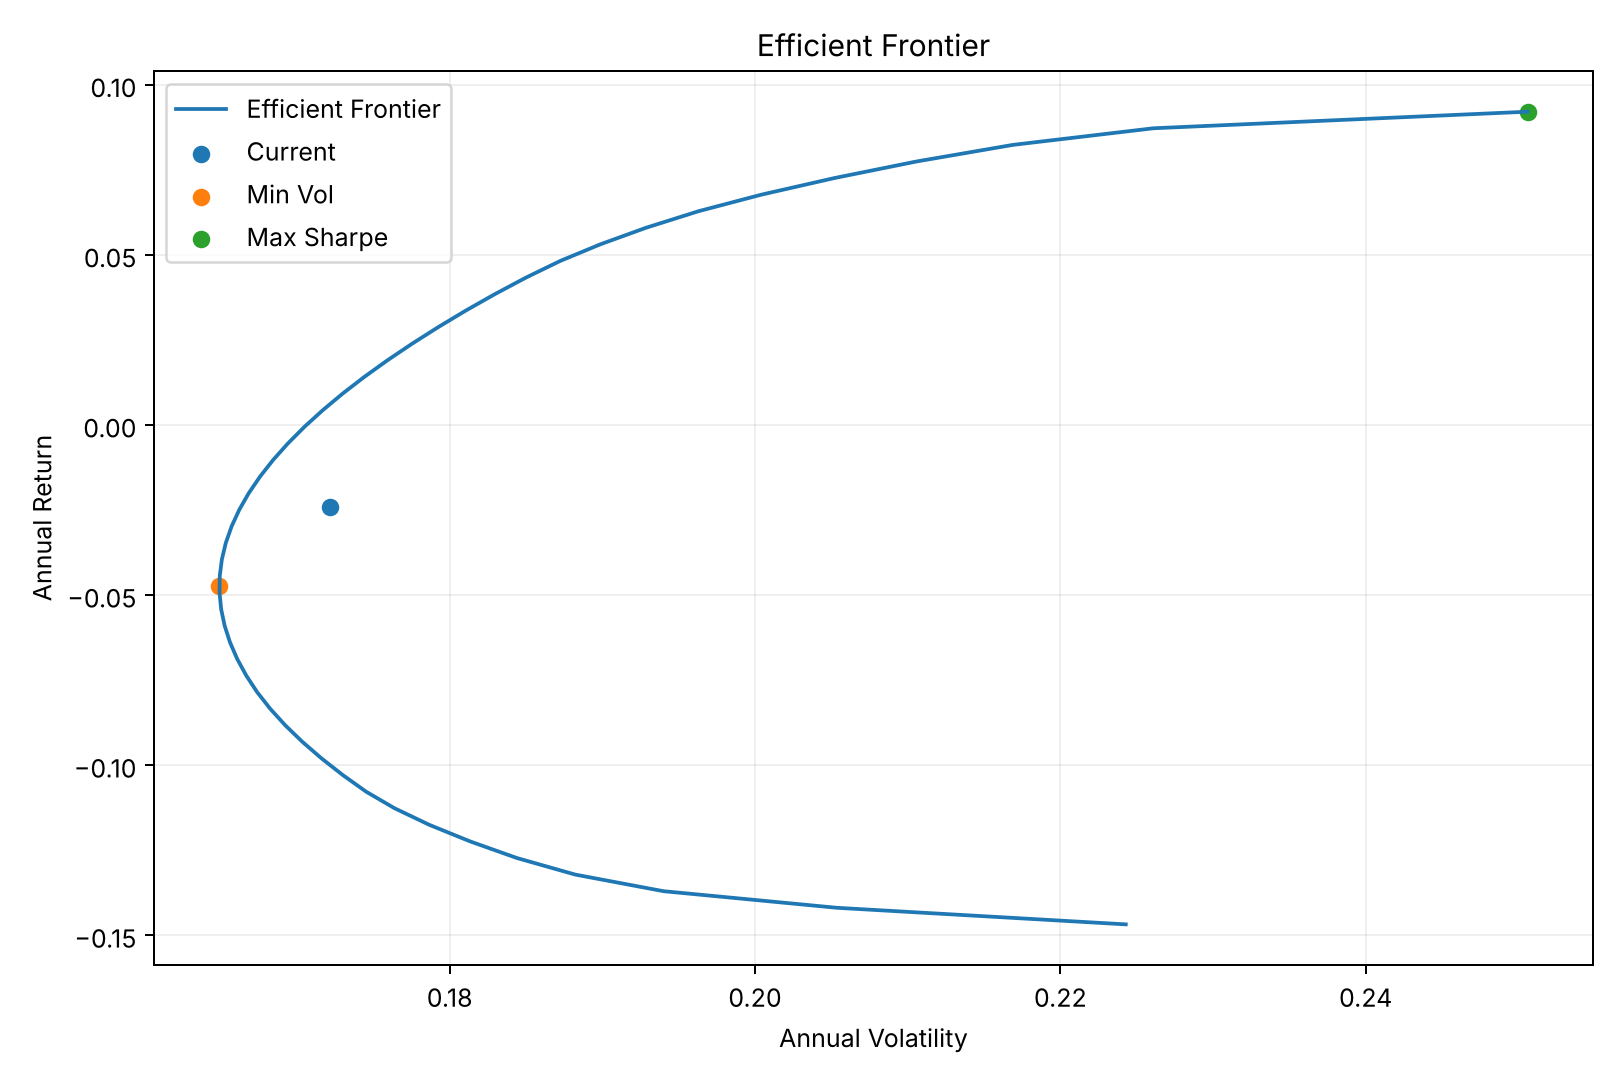 Efficient Frontier
Efficient Frontier
Current
Min Vol
Max Sharpe
Annual Return
0.10
0.05
0.00
−0.05
−0.10
−0.15
0.18
0.20
0.22
0.24
Annual Volatility